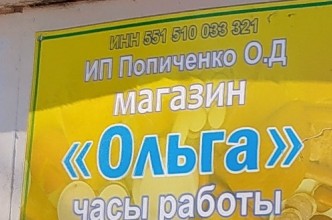 ИНН 551 510 033 321
ИП Попиченко О.Д
магазин
«Ольга»
часы работы